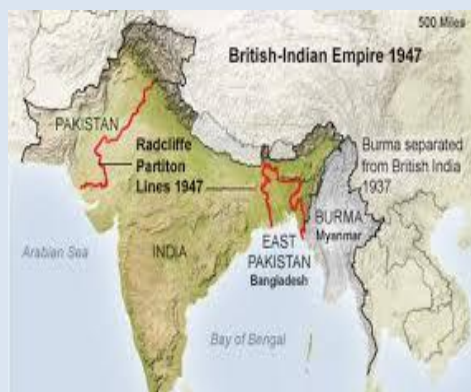 500 Miles
British-Indian Empire 1947
PAKISTAN
Radcliffe
Partiton
Lines 1947
Burma separated
from British India
1937
Arabian Sea
INDIA
EAST
PAKISTAN
Bangladesh
BURMA
Myanmar
Bay of Bengal